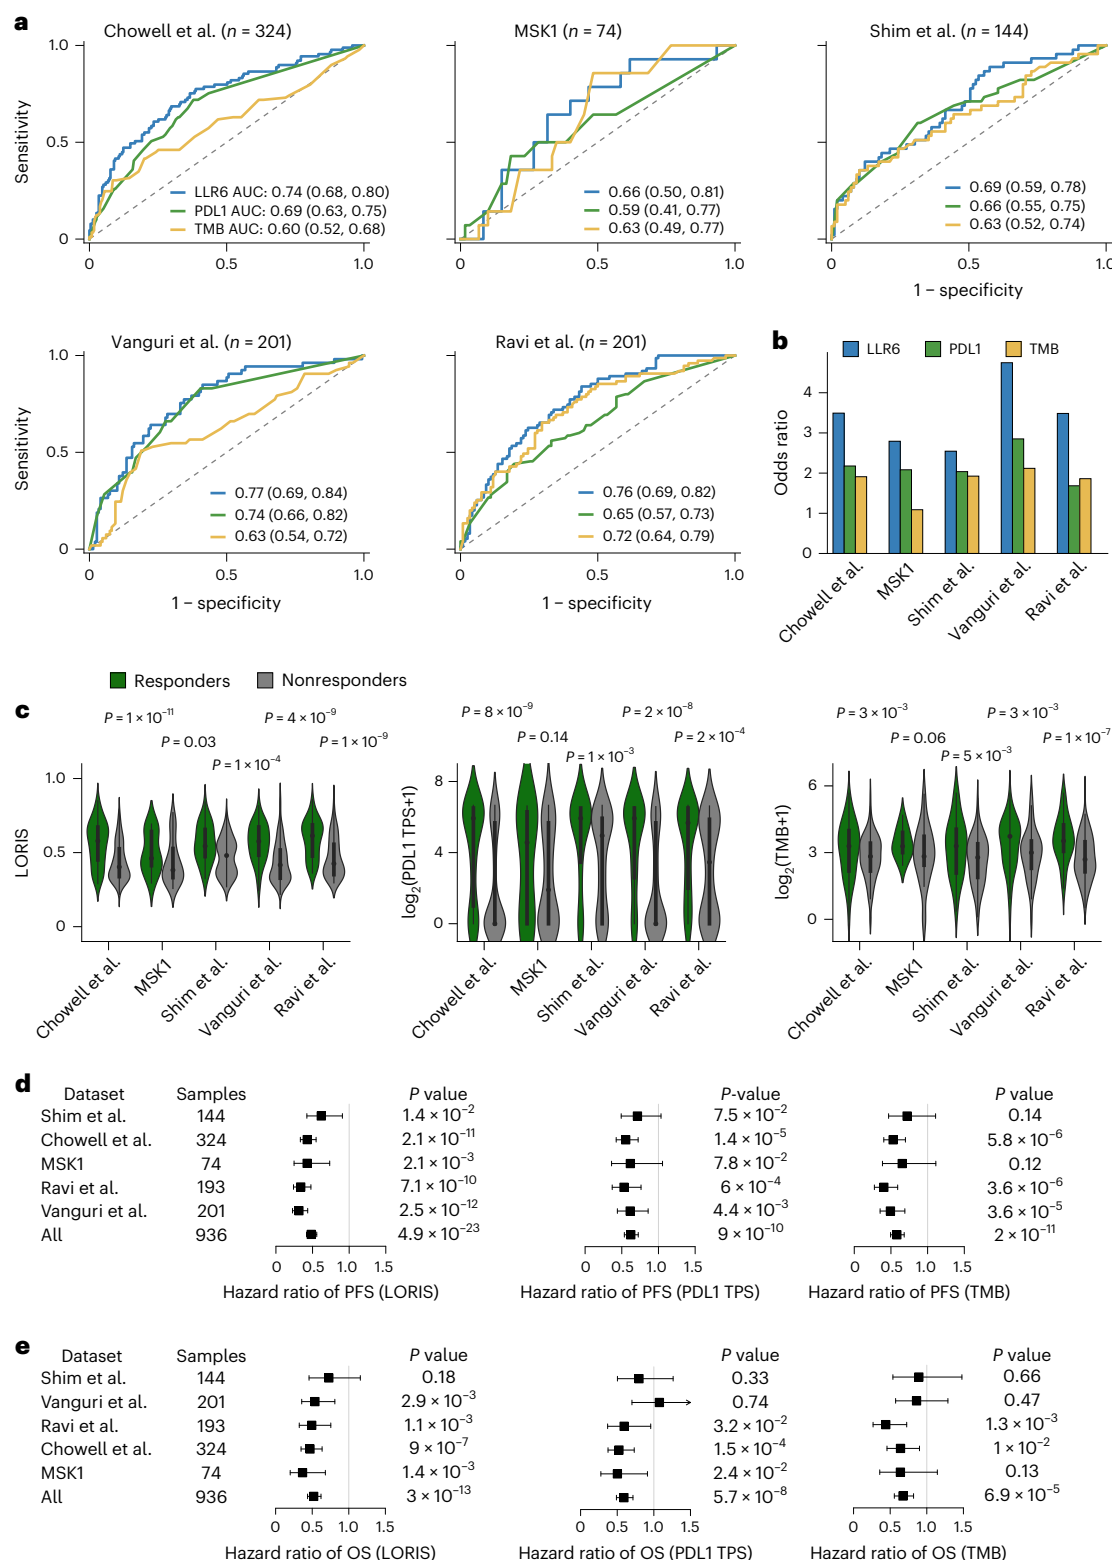 a
Chowell et al. (n = 324)
MSK1 (n = 74)
Shim et al. (n = 144)
Sensitivity
1.0
0.5
0
LLR6 AUC: 0.74 (0.68, 0.80)
PDL1 AUC: 0.69 (0.63, 0.75)
TMB AUC: 0.60 (0.52, 0.68)
0.66 (0.50, 0.81)
0.59 (0.41, 0.77)
0.63 (0.49, 0.77)
0.69 (0.59, 0.78)
0.66 (0.55, 0.75)
0.63 (0.52, 0.74)
0 0.5 1.0
0 0.5 1.0
0 0.5 1.0
1 − specificity
Vanguri et al. (n = 201)
Ravi et al. (n = 201)
Sensitivity
1.0
0.5
0
0.77 (0.69, 0.84)
0.74 (0.66, 0.82)
0.63 (0.54, 0.72)
0.76 (0.69, 0.82)
0.65 (0.57, 0.73)
0.72 (0.64, 0.79)
0 0.5 1.0
0 0.5 1.0
1 − specificity
1 − specificity
b
LLR6 PDL1 TMB
Odds ratio
4
3
2
1
0
Chowell et al.
MSK1
Shim et al.
Vanguri et al.
Ravi et al.
Responders Nonresponders
c
P = 1 × 10⁻¹¹
P = 0.03
P = 1 × 10⁻⁴
P = 4 × 10⁻⁹
P = 1 × 10⁻⁹
LORIS
1.0
0.5
0
Chowell et al.
MSK1
Shim et al.
Vanguri et al.
Ravi et al.
P = 8 × 10⁻⁹
P = 0.14
P = 1 × 10⁻³
P = 2 × 10⁻⁸
P = 2 × 10⁻⁴
log₂(PDL1 TPS+1)
8
4
0
Chowell et al.
MSK1
Shim et al.
Vanguri et al.
Ravi et al.
P = 3 × 10⁻³
P = 0.06
P = 5 × 10⁻³
P = 3 × 10⁻³
P = 1 × 10⁻⁷
log₂(TMB+1)
6
3
0
Chowell et al.
MSK1
Shim et al.
Vanguri et al.
Ravi et al.
d
Dataset Samples P value P-value P value
Shim et al. 144 1.4 × 10⁻² 7.5 × 10⁻² 0.14
Chowell et al. 324 2.1 × 10⁻¹¹ 1.4 × 10⁻⁵ 5.8 × 10⁻⁶
MSK1 74 2.1 × 10⁻³ 7.8 × 10⁻² 0.12
Ravi et al. 193 7.1 × 10⁻¹⁰ 6 × 10⁻⁴ 3.6 × 10⁻⁶
Vanguri et al. 201 2.5 × 10⁻¹² 4.4 × 10⁻³ 3.6 × 10⁻⁵
All 936 4.9 × 10⁻²³ 9 × 10⁻¹⁰ 2 × 10⁻¹¹
0 0.5 1.0 1.5 0 0.5 1.0 1.5 0 0.5 1.0 1.5
Hazard ratio of PFS (LORIS) Hazard ratio of PFS (PDL1 TPS) Hazard ratio of PFS (TMB)
e
Dataset Samples P value P value P value
Shim et al. 144 0.18 0.33 0.66
Vanguri et al. 201 2.9 × 10⁻³ 0.74 0.47
Ravi et al. 193 1.1 × 10⁻³ 3.2 × 10⁻² 1.3 × 10⁻³
Chowell et al. 324 9 × 10⁻⁷ 1.5 × 10⁻⁴ 1 × 10⁻²
MSK1 74 1.4 × 10⁻³ 2.4 × 10⁻² 0.13
All 936 3 × 10⁻¹³ 5.7 × 10⁻⁸ 6.9 × 10⁻⁵
0 0.5 1.0 1.5 0 0.5 1.0 1.5 0 0.5 1.0 1.5
Hazard ratio of OS (LORIS) Hazard ratio of OS (PDL1 TPS) Hazard ratio of OS (TMB)